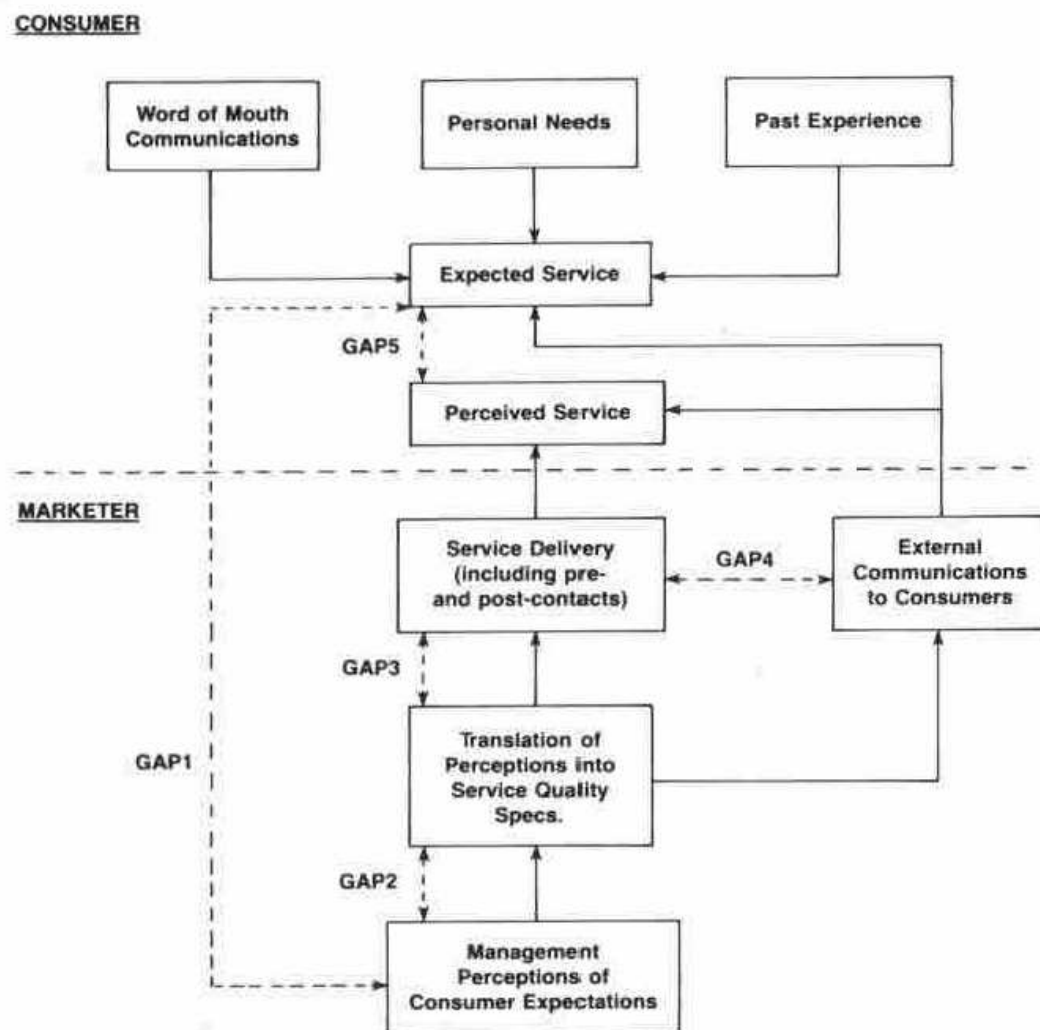 CONSUMER
Word of Mouth
Communications
Personal Needs
Past Experience
Expected Service
GAP5
Perceived Service
MARKETER
Service Delivery
(including pre-
and post-contacts)
GAP4
External
Communications
to Consumers
GAP3
Translation of
Perceptions into
Service Quality
Specs.
GAP1
GAP2
Management
Perceptions of
Consumer Expectations